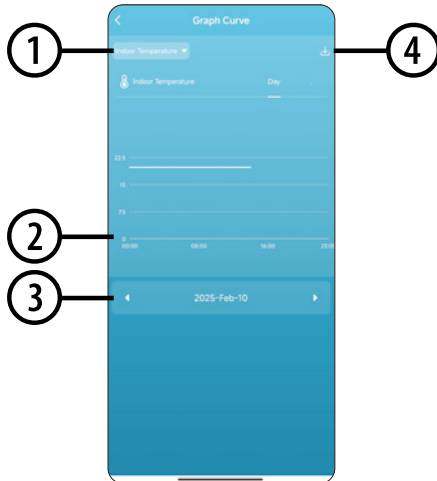 Graph Curve
1
Indoor Temperature
4
Indoor Temperature Day
22.5
15
7.5
2
0
00:00 08:00 16:00 23:00
3
2025-Feb-10